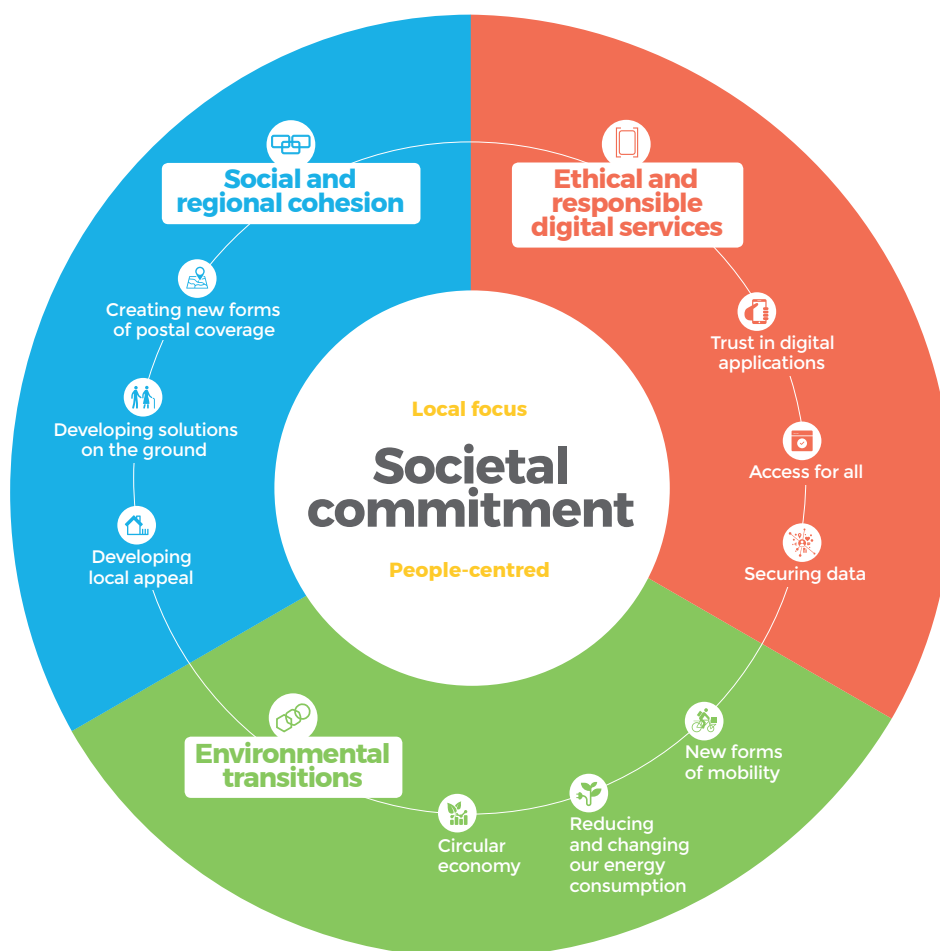 Social and
regional cohesion
Creating new forms
of postal coverage
Developing solutions
on the ground
Developing
local appeal
Ethical and
responsible
digital services
Trust in digital
applications
Access for all
Securing data
Local focus
Societal
commitment
People-centred
Environmental
transitions
Circular
economy
Reducing
and changing
our energy
consumption
New forms
of mobility